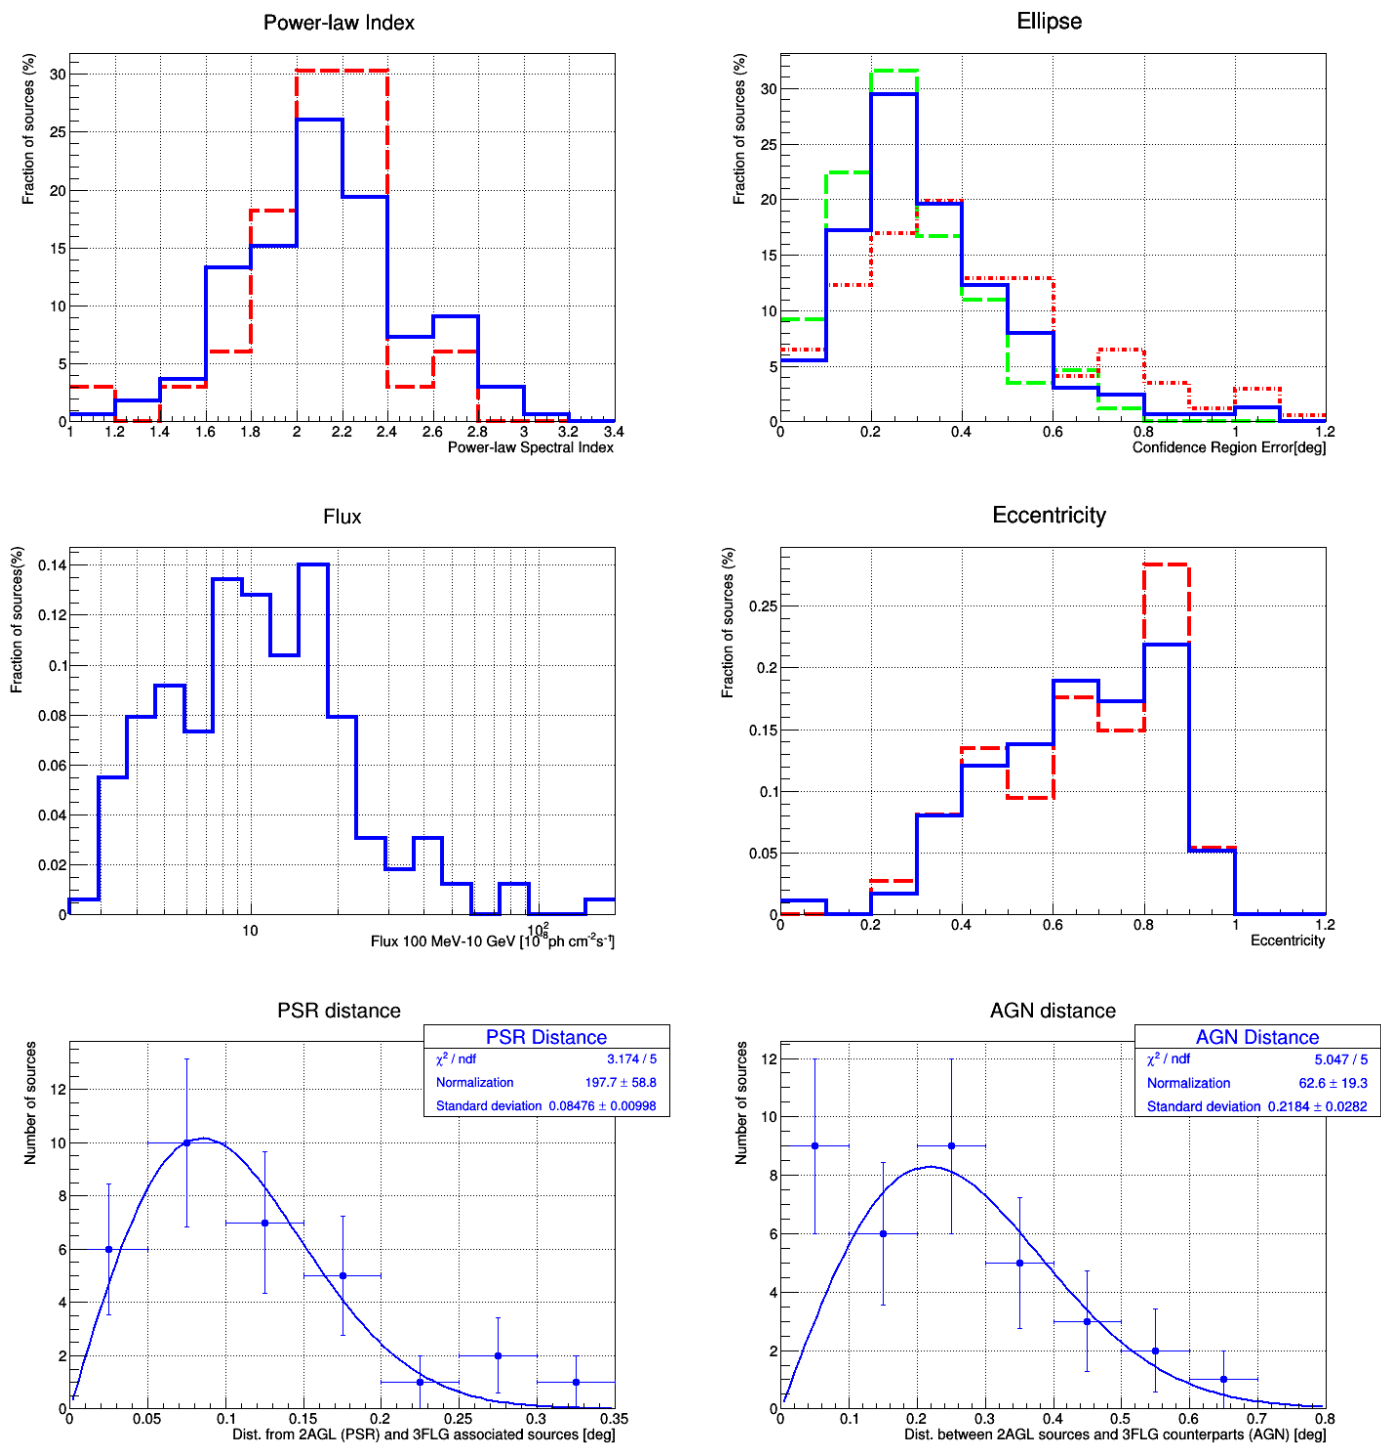 Power-law Index
Fraction of sources (%)
30
25
20
15
10
5
0
1 1.2 1.4 1.6 1.8 2 2.2 2.4 2.6 2.8 3 3.2 3.4
Power-law Spectral Index
Ellipse
Fraction of sources (%)
30
25
20
15
10
5
0
0 0.2 0.4 0.6 0.8 1 1.2
Confidence Region Error[deg]
Flux
Fraction of sources(%)
0.14
0.12
0.1
0.08
0.06
0.04
0.02
0
10 10²
Flux 100 MeV-10 GeV [10⁻⁸ph cm⁻²s⁻¹]
Eccentricity
Fraction of sources (%)
0.25
0.2
0.15
0.1
0.05
0
0 0.2 0.4 0.6 0.8 1 1.2
Eccentricity
PSR distance
PSR Distance
χ² / ndf 3.174 / 5
Normalization 197.7 ± 58.8
Standard deviation 0.08476 ± 0.00998
Number of sources
12
10
8
6
4
2
0
0 0.05 0.1 0.15 0.2 0.25 0.3 0.35
Dist. from 2AGL (PSR) and 3FLG associated sources [deg]
AGN distance
AGN Distance
χ² / ndf 5.047 / 5
Normalization 62.6 ± 19.3
Standard deviation 0.2184 ± 0.0282
Number of sources
12
10
8
6
4
2
0
0 0.1 0.2 0.3 0.4 0.5 0.6 0.7 0.8
Dist. between 2AGL sources and 3FLG counterparts (AGN) [deg]